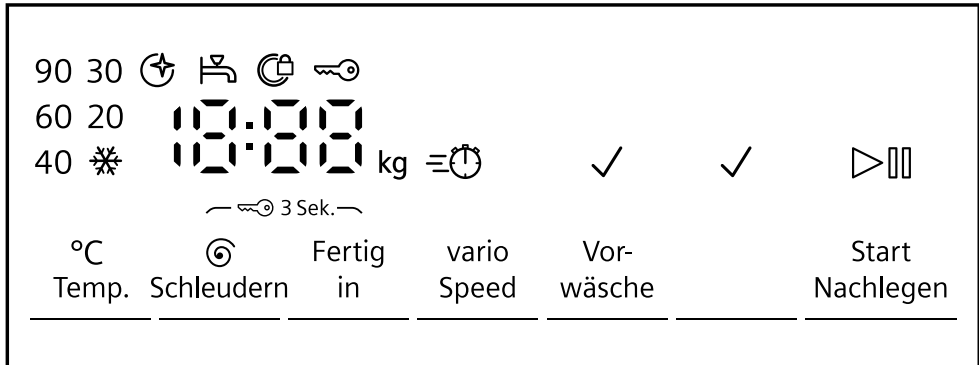 90 30
60 20
18:88
40 kg
3 Sek.
°C Fertig vario Vor- Start
Temp. Schleudern in Speed wäsche Nachlegen